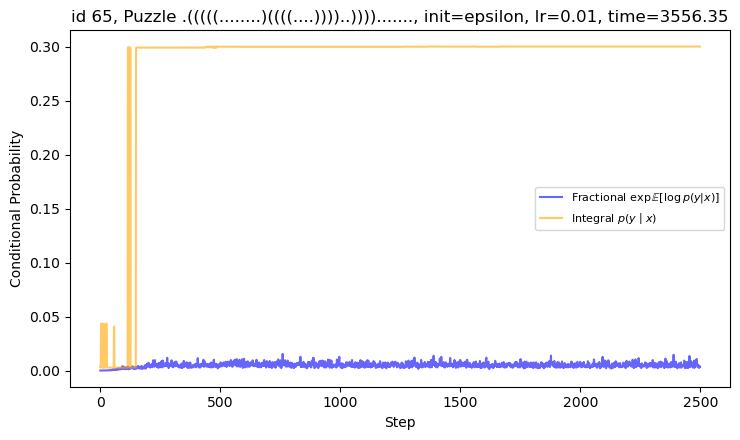 id 65, Puzzle .(((((........)((((....))))..))))......., init=epsilon, lr=0.01, time=3556.35
Conditional Probability
0.30
0.25
0.20
0.15
0.10
0.05
0.00
Fractional exp𝔼[log p(y|x)]
Integral p(y | x)
0 500 1000 1500 2000 2500
Step